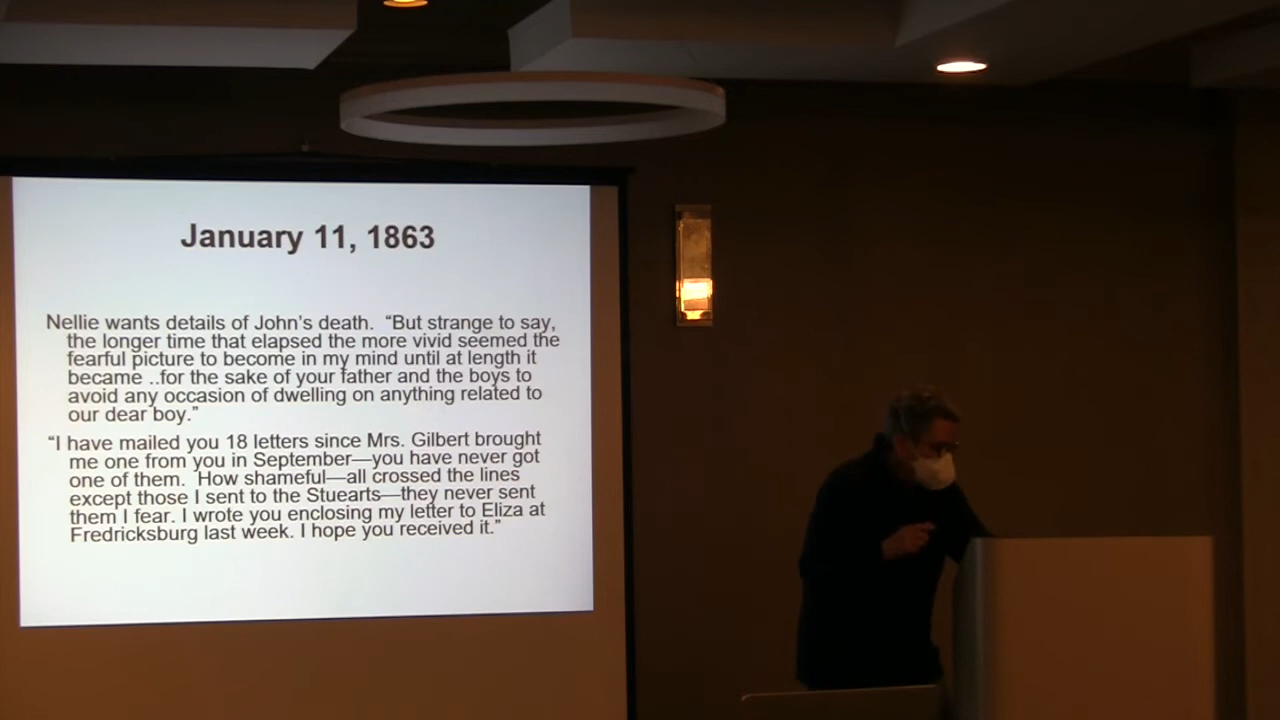 January 11, 1863
Nellie wants details of John's death. “But strange to say,
the longer time that elapsed the more vivid seemed the
fearful picture to become in my mind until at length it
became ..for the sake of your father and the boys to
avoid any occasion of dwelling on anything related to
our dear boy.”
“I have mailed you 18 letters since Mrs. Gilbert brought
me one from you in September—you have never got
one of them. How shameful—all crossed the lines
except those I sent to the Stuearts—they never sent
them I fear. I wrote you enclosing my letter to Eliza at
Fredricksburg last week. I hope you received it.”